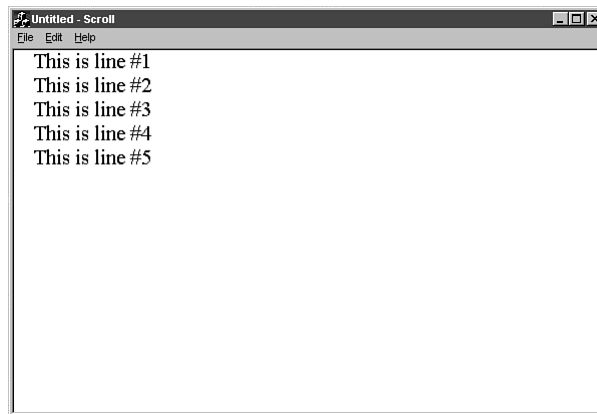 Untitled - Scroll
File Edit Help
This is line #1
This is line #2
This is line #3
This is line #4
This is line #5